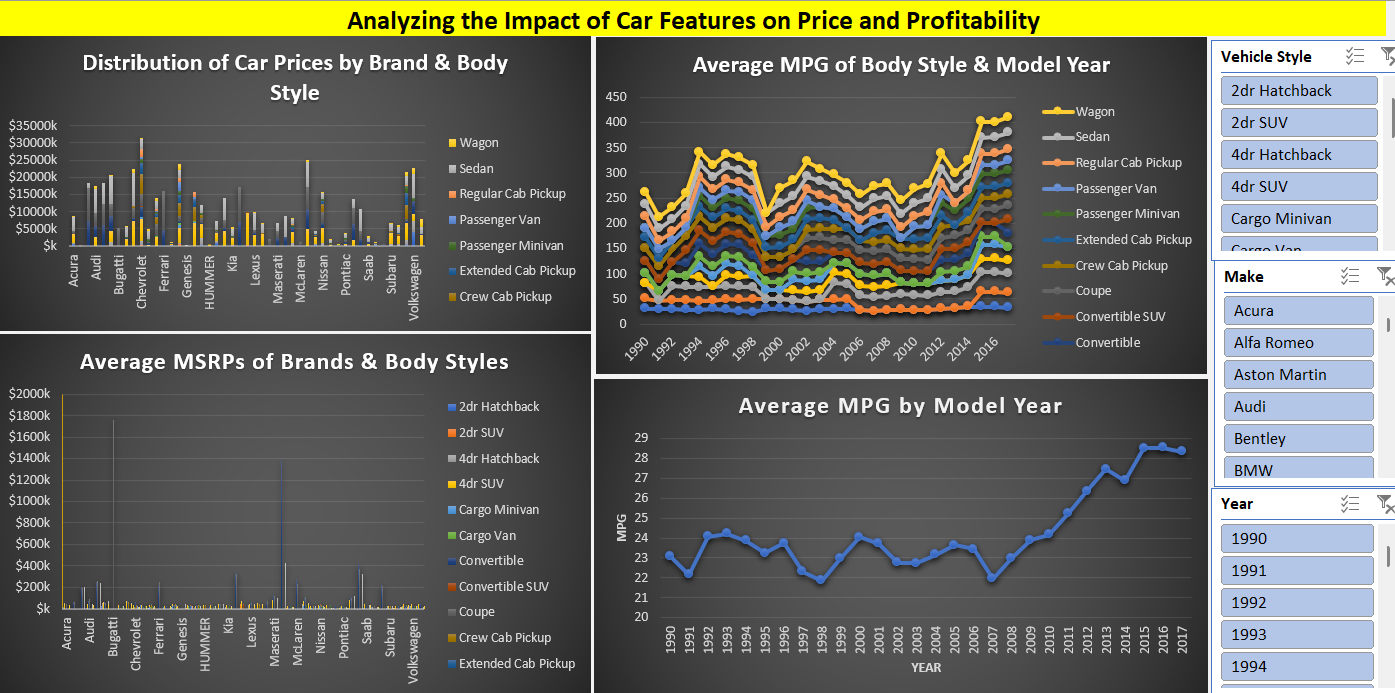 Analyzing the Impact of Car Features on Price and Profitability
Distribution of Car Prices by Brand & Body
Style
$35000k
$30000k
$25000k
$20000k
$15000k
$10000k
$5000k
$k
Acura
Audi
Bugatti
Chevrolet
Ferrari
Genesis
HUMMER
Kia
Lexus
Maserati
McLaren
Nissan
Pontiac
Saab
Subaru
Volkswagen
Wagon
Sedan
Regular Cab Pickup
Passenger Van
Passenger Minivan
Extended Cab Pickup
Crew Cab Pickup
Average MSRPs of Brands & Body Styles
$2000k
$1800k
$1600k
$1400k
$1200k
$1000k
$800k
$600k
$400k
$200k
$k
Acura
Audi
Bugatti
Chevrolet
Ferrari
Genesis
HUMMER
Kia
Lexus
Maserati
McLaren
Nissan
Pontiac
Saab
Subaru
Volkswagen
2dr Hatchback
2dr SUV
4dr Hatchback
4dr SUV
Cargo Minivan
Cargo Van
Convertible
Convertible SUV
Coupe
Crew Cab Pickup
Extended Cab Pickup
Average MPG of Body Style & Model Year
450
400
350
300
250
200
150
100
50
0
1990
1992
1994
1996
1998
2000
2002
2004
2006
2008
2010
2012
2014
2016
Wagon
Sedan
Regular Cab Pickup
Passenger Van
Passenger Minivan
Extended Cab Pickup
Crew Cab Pickup
Coupe
Convertible SUV
Convertible
Average MPG by Model Year
29
28
27
26
25
24
23
22
21
20
MPG
1990
1991
1992
1993
1994
1995
1996
1997
1998
1999
2000
2001
2002
2003
2004
2005
2006
2007
2008
2009
2010
2011
2012
2013
2014
2015
2016
2017
YEAR
Vehicle Style
2dr Hatchback
2dr SUV
4dr Hatchback
4dr SUV
Cargo Minivan
Cargo Van
Make
Acura
Alfa Romeo
Aston Martin
Audi
Bentley
BMW
Year
1990
1991
1992
1993
1994